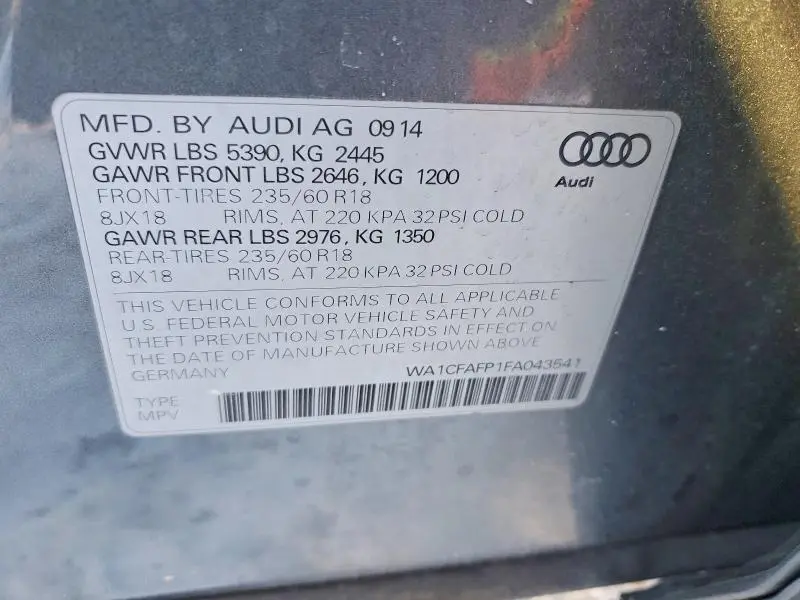 MFD. BY AUDI AG 09 14
GVWR LBS 5390, KG 2445
GAWR FRONT LBS 2646, KG 1200
FRONT-TIRES 235/60 R18
8JX18 RIMS, AT 220 KPA 32 PSI COLD
GAWR REAR LBS 2976, KG 1350
REAR-TIRES 235/60 R18
8JX18 RIMS, AT 220 KPA 32 PSI COLD
Audi
THIS VEHICLE CONFORMS TO ALL APPLICABLE
U.S. FEDERAL MOTOR VEHICLE SAFETY AND
THEFT PREVENTION STANDARDS IN EFFECT ON
THE DATE OF MANUFACTURE SHOWN ABOVE
GERMANY WA1CFAFP1FA043541
TYPE
MPV